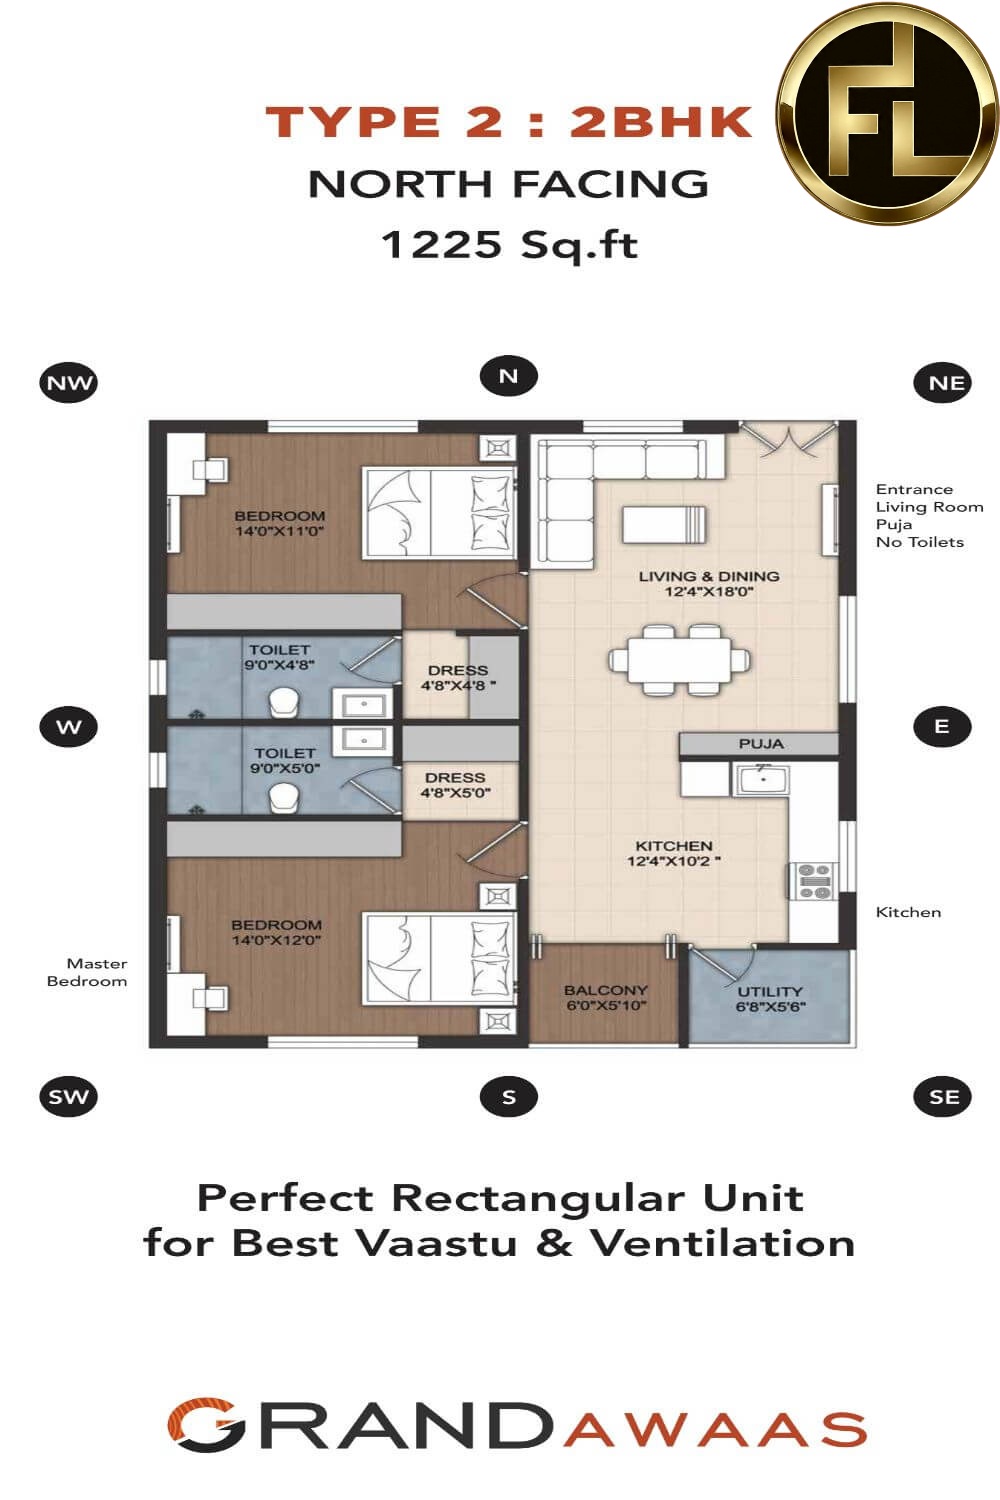 FL
TYPE 2 : 2BHK
NORTH FACING
1225 Sq.ft
NW
N
NE
BEDROOM
14'0"X11'0"
Entrance
Living Room
Puja
No Toilets
LIVING & DINING
12'4"X18'0"
TOILET
9'0"X4'8"
DRESS
4'8"X4'8 "
W
E
PUJA
TOILET
9'0"X5'0"
DRESS
4'8"X5'0"
KITCHEN
12'4"X10'2 "
Kitchen
BEDROOM
14'0"X12'0"
Master
Bedroom
BALCONY
6'0"X5'10"
UTILITY
6'8"X5'6"
SW
S
SE
Perfect Rectangular Unit
for Best Vaastu & Ventilation
GRANDAWAAS